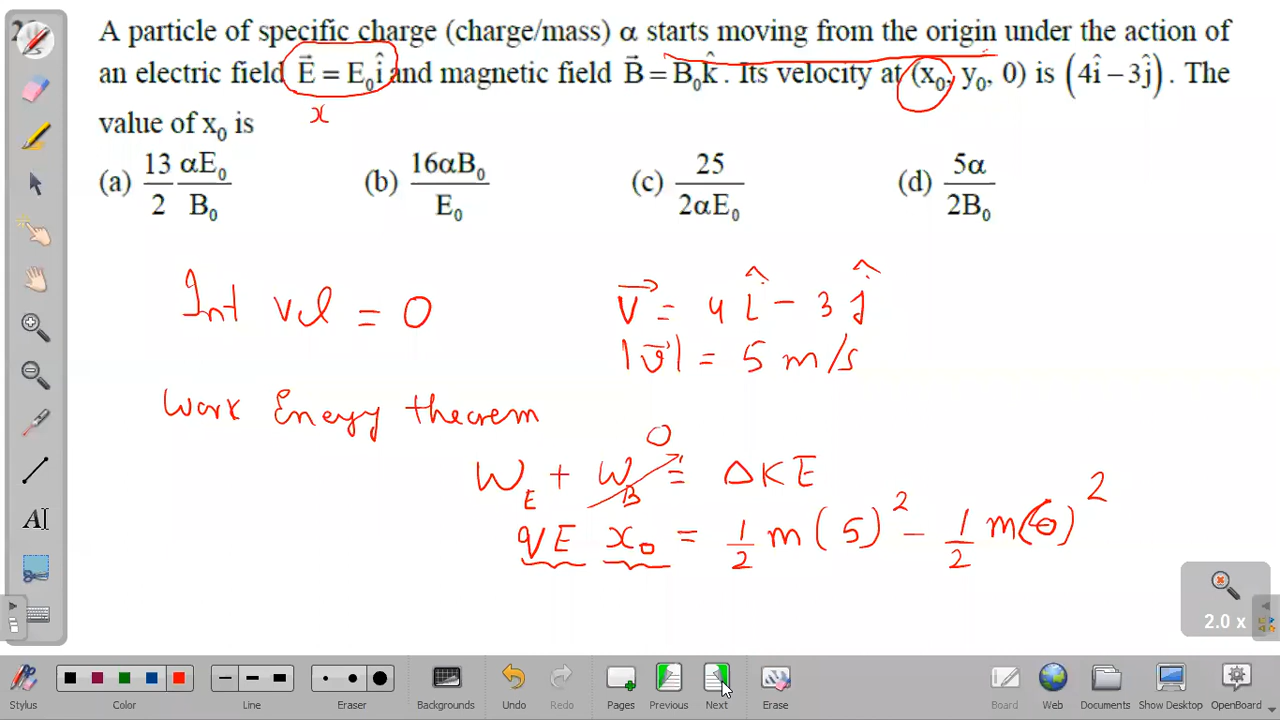 2 A particle of specific charge (charge/mass) α starts moving from the origin under the action of
an electric field E⃗ = E₀î and magnetic field B⃗ = B₀k̂. Its velocity at (x₀, y₀, 0) is (4î − 3ĵ). The
x
value of x₀ is
(a) 13/2 αE₀/B₀ (b) 16αB₀/E₀ (c) 25/2αE₀ (d) 5α/2B₀
Int vel = 0 V⃗ = 4 î − 3 ĵ
|v⃗| = 5 m/s
Work Energy theorem
0
W_E + W_B = ΔKE
qE x₀ = 1/2 m(5)² − 1/2 m(0)²
2.0 x
Stylus Color Line Eraser Backgrounds Undo Redo Pages Previous Next Erase Board Web Documents Show Desktop OpenBoard